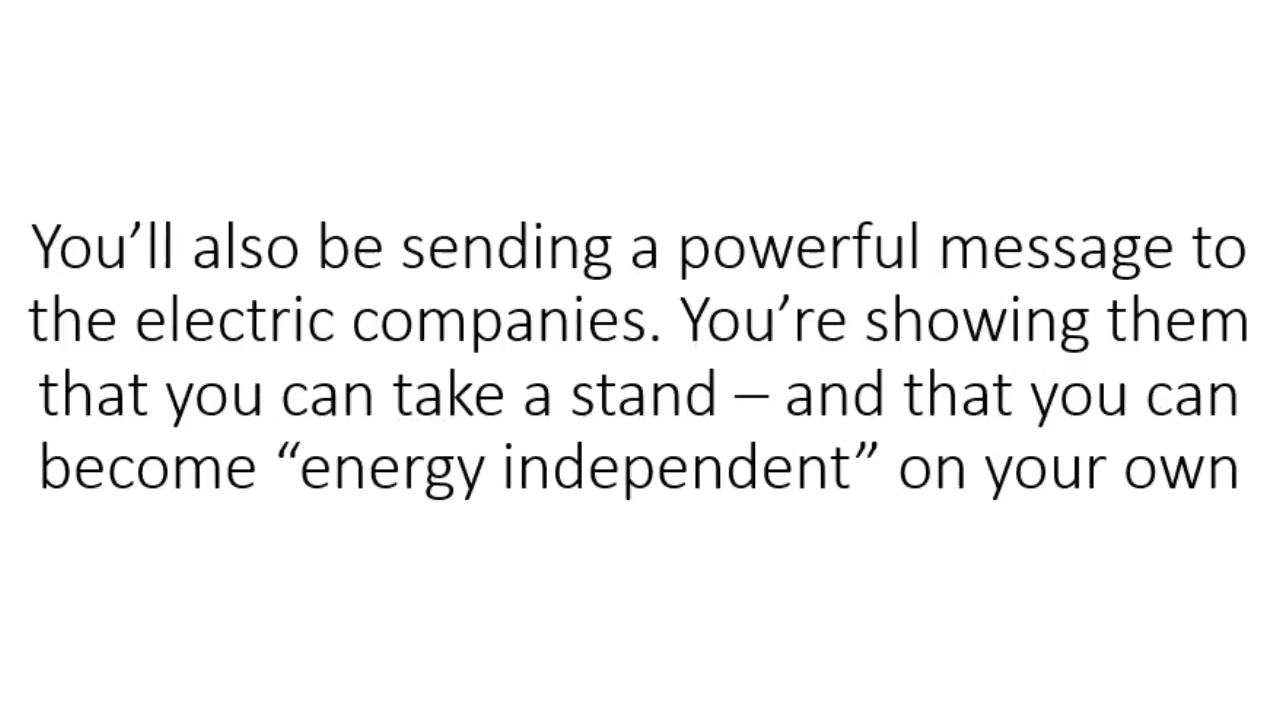 You’ll also be sending a powerful message to
the electric companies. You’re showing them
that you can take a stand – and that you can
become “energy independent” on your own